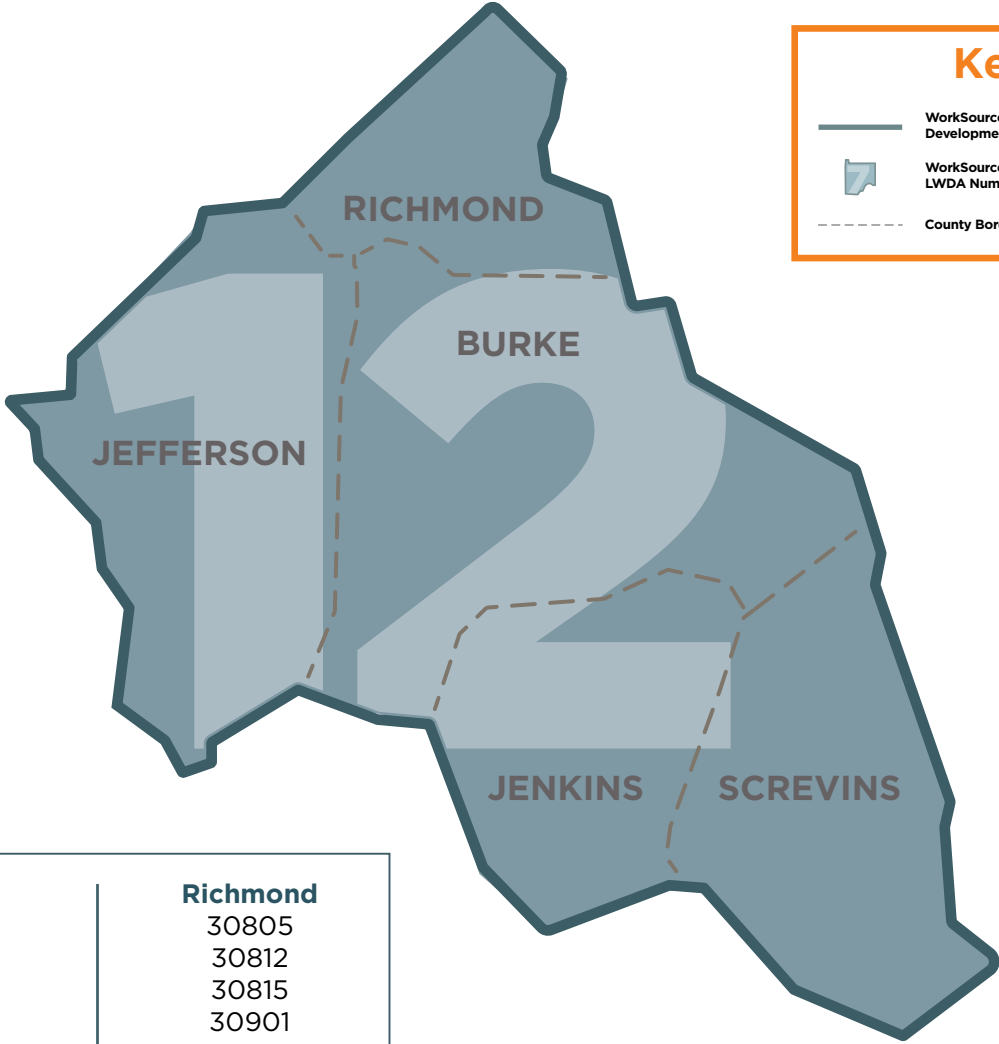 Ke
WorkSource
Developme
7
WorkSource
LWDA Num
County Bor
RICHMOND
12
BURKE
JEFFERSON
JENKINS
SCREVINS
Richmond
30805
30812
30815
30901